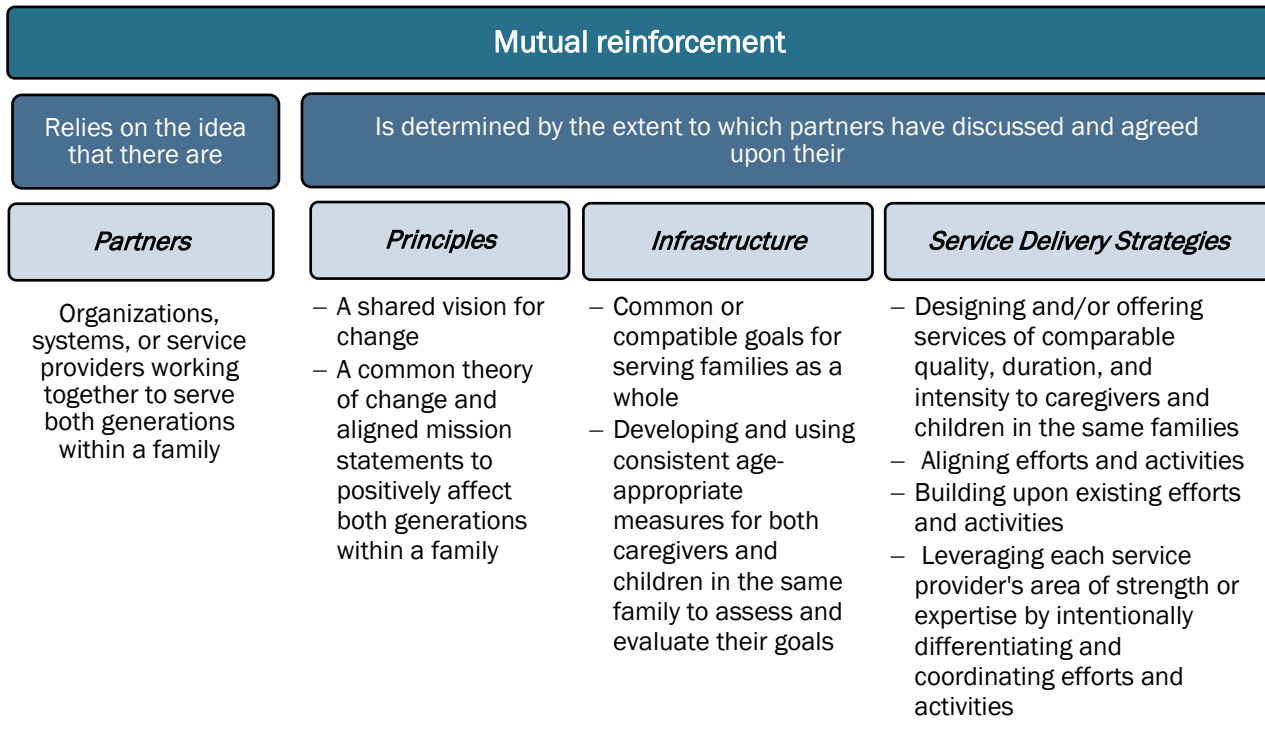 Mutual reinforcement
Relies on the idea
that there are
Is determined by the extent to which partners have discussed and agreed
upon their
Partners
Organizations,
systems, or service
providers working
together to serve
both generations
within a family
Principles
– A shared vision for
change
– A common theory
of change and
aligned mission
statements to
positively affect
both generations
within a family
Infrastructure
– Common or
compatible goals for
serving families as a
whole
– Developing and using
consistent age-
appropriate
measures for both
caregivers and
children in the same
family to assess and
evaluate their goals
Service Delivery Strategies
– Designing and/or offering
services of comparable
quality, duration, and
intensity to caregivers and
children in the same families
– Aligning efforts and activities
– Building upon existing efforts
and activities
– Leveraging each service
provider's area of strength or
expertise by intentionally
differentiating and
coordinating efforts and
activities